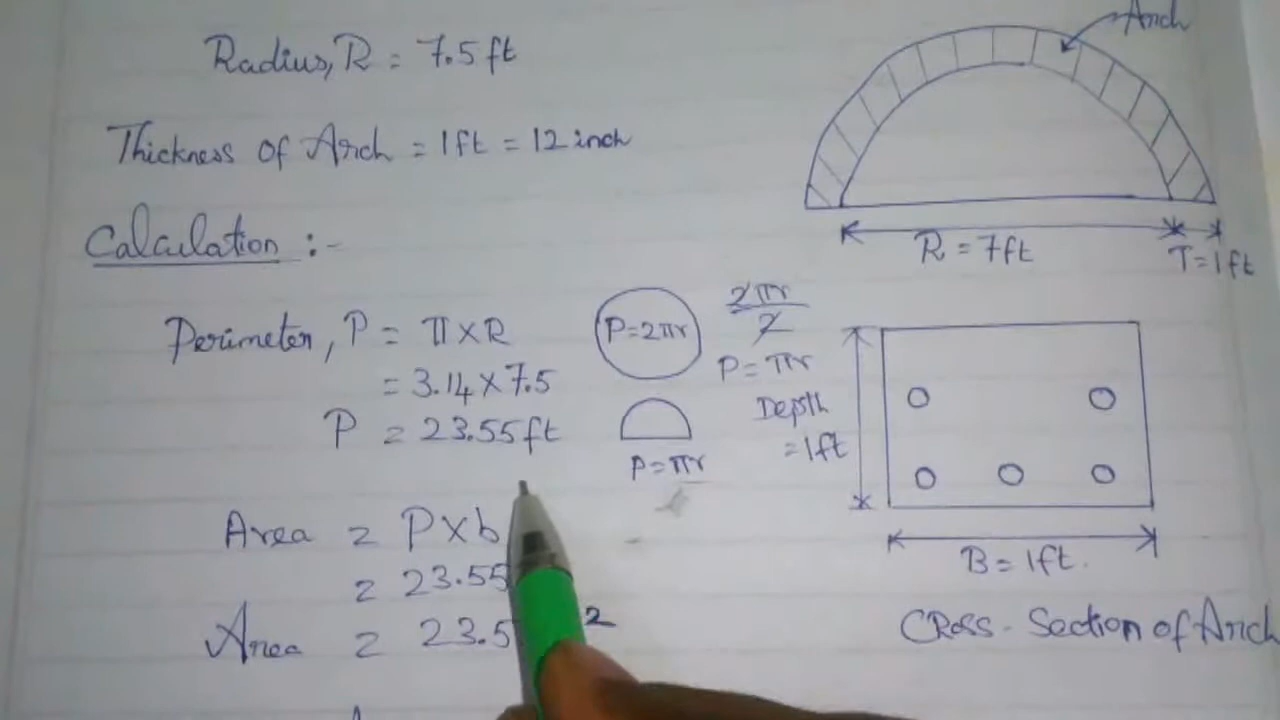 Radius, R = 7.5 ft
Thickness of Arch = 1ft = 12 inch
Calculation :-
Perimeter, P = π × R
= 3.14 × 7.5
P = 23.55 ft
Area = P × b
= 23.55
Area = 23.5 2
P=2πr
2πr
2
P = πr
P = πr
Arch
R = 7ft
T = 1ft
Depth
= 1ft
B = 1ft.
CRoss - Section of Arch